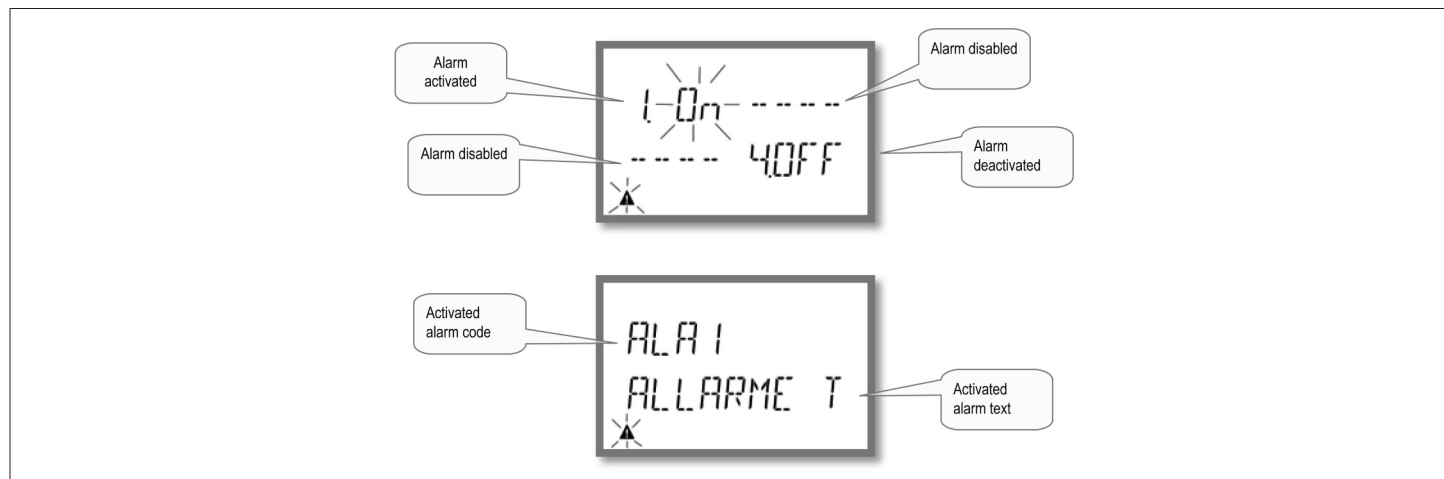 Alarm
activated
Alarm disabled
1. On ----
---- 4.OFF
Alarm disabled
Alarm
deactivated
Activated
alarm code
ALA1
ALLARME T
Activated
alarm text